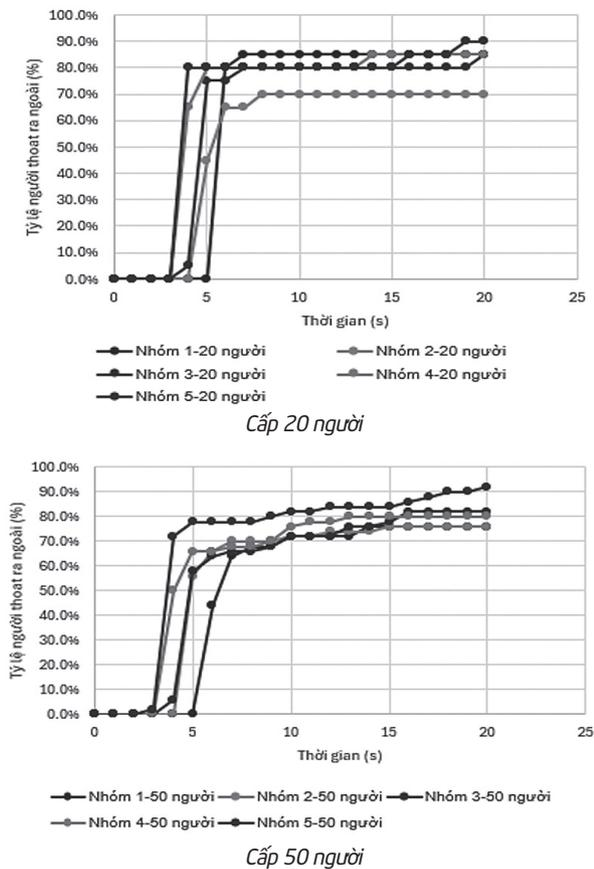 100.0%
90.0%
80.0%
70.0%
60.0%
50.0%
40.0%
30.0%
20.0%
10.0%
0.0%
Tỷ lệ người thoat ra ngoài (%)
0 5 10 15 20 25
Thời gian (s)
Nhóm 1-20 người Nhóm 2-20 người
Nhóm 3-20 người Nhóm 4-20 người
Nhóm 5-20 người
Cấp 20 người
100.0%
90.0%
80.0%
70.0%
60.0%
50.0%
40.0%
30.0%
20.0%
10.0%
0.0%
Tỷ lệ người thoat ra ngoài (%)
0 5 10 15 20 25
Thời gian (s)
Nhóm 1-50 người Nhóm 2-50 người Nhóm 3-50 người
Nhóm 4-50 người Nhóm 5-50 người
Cấp 50 người